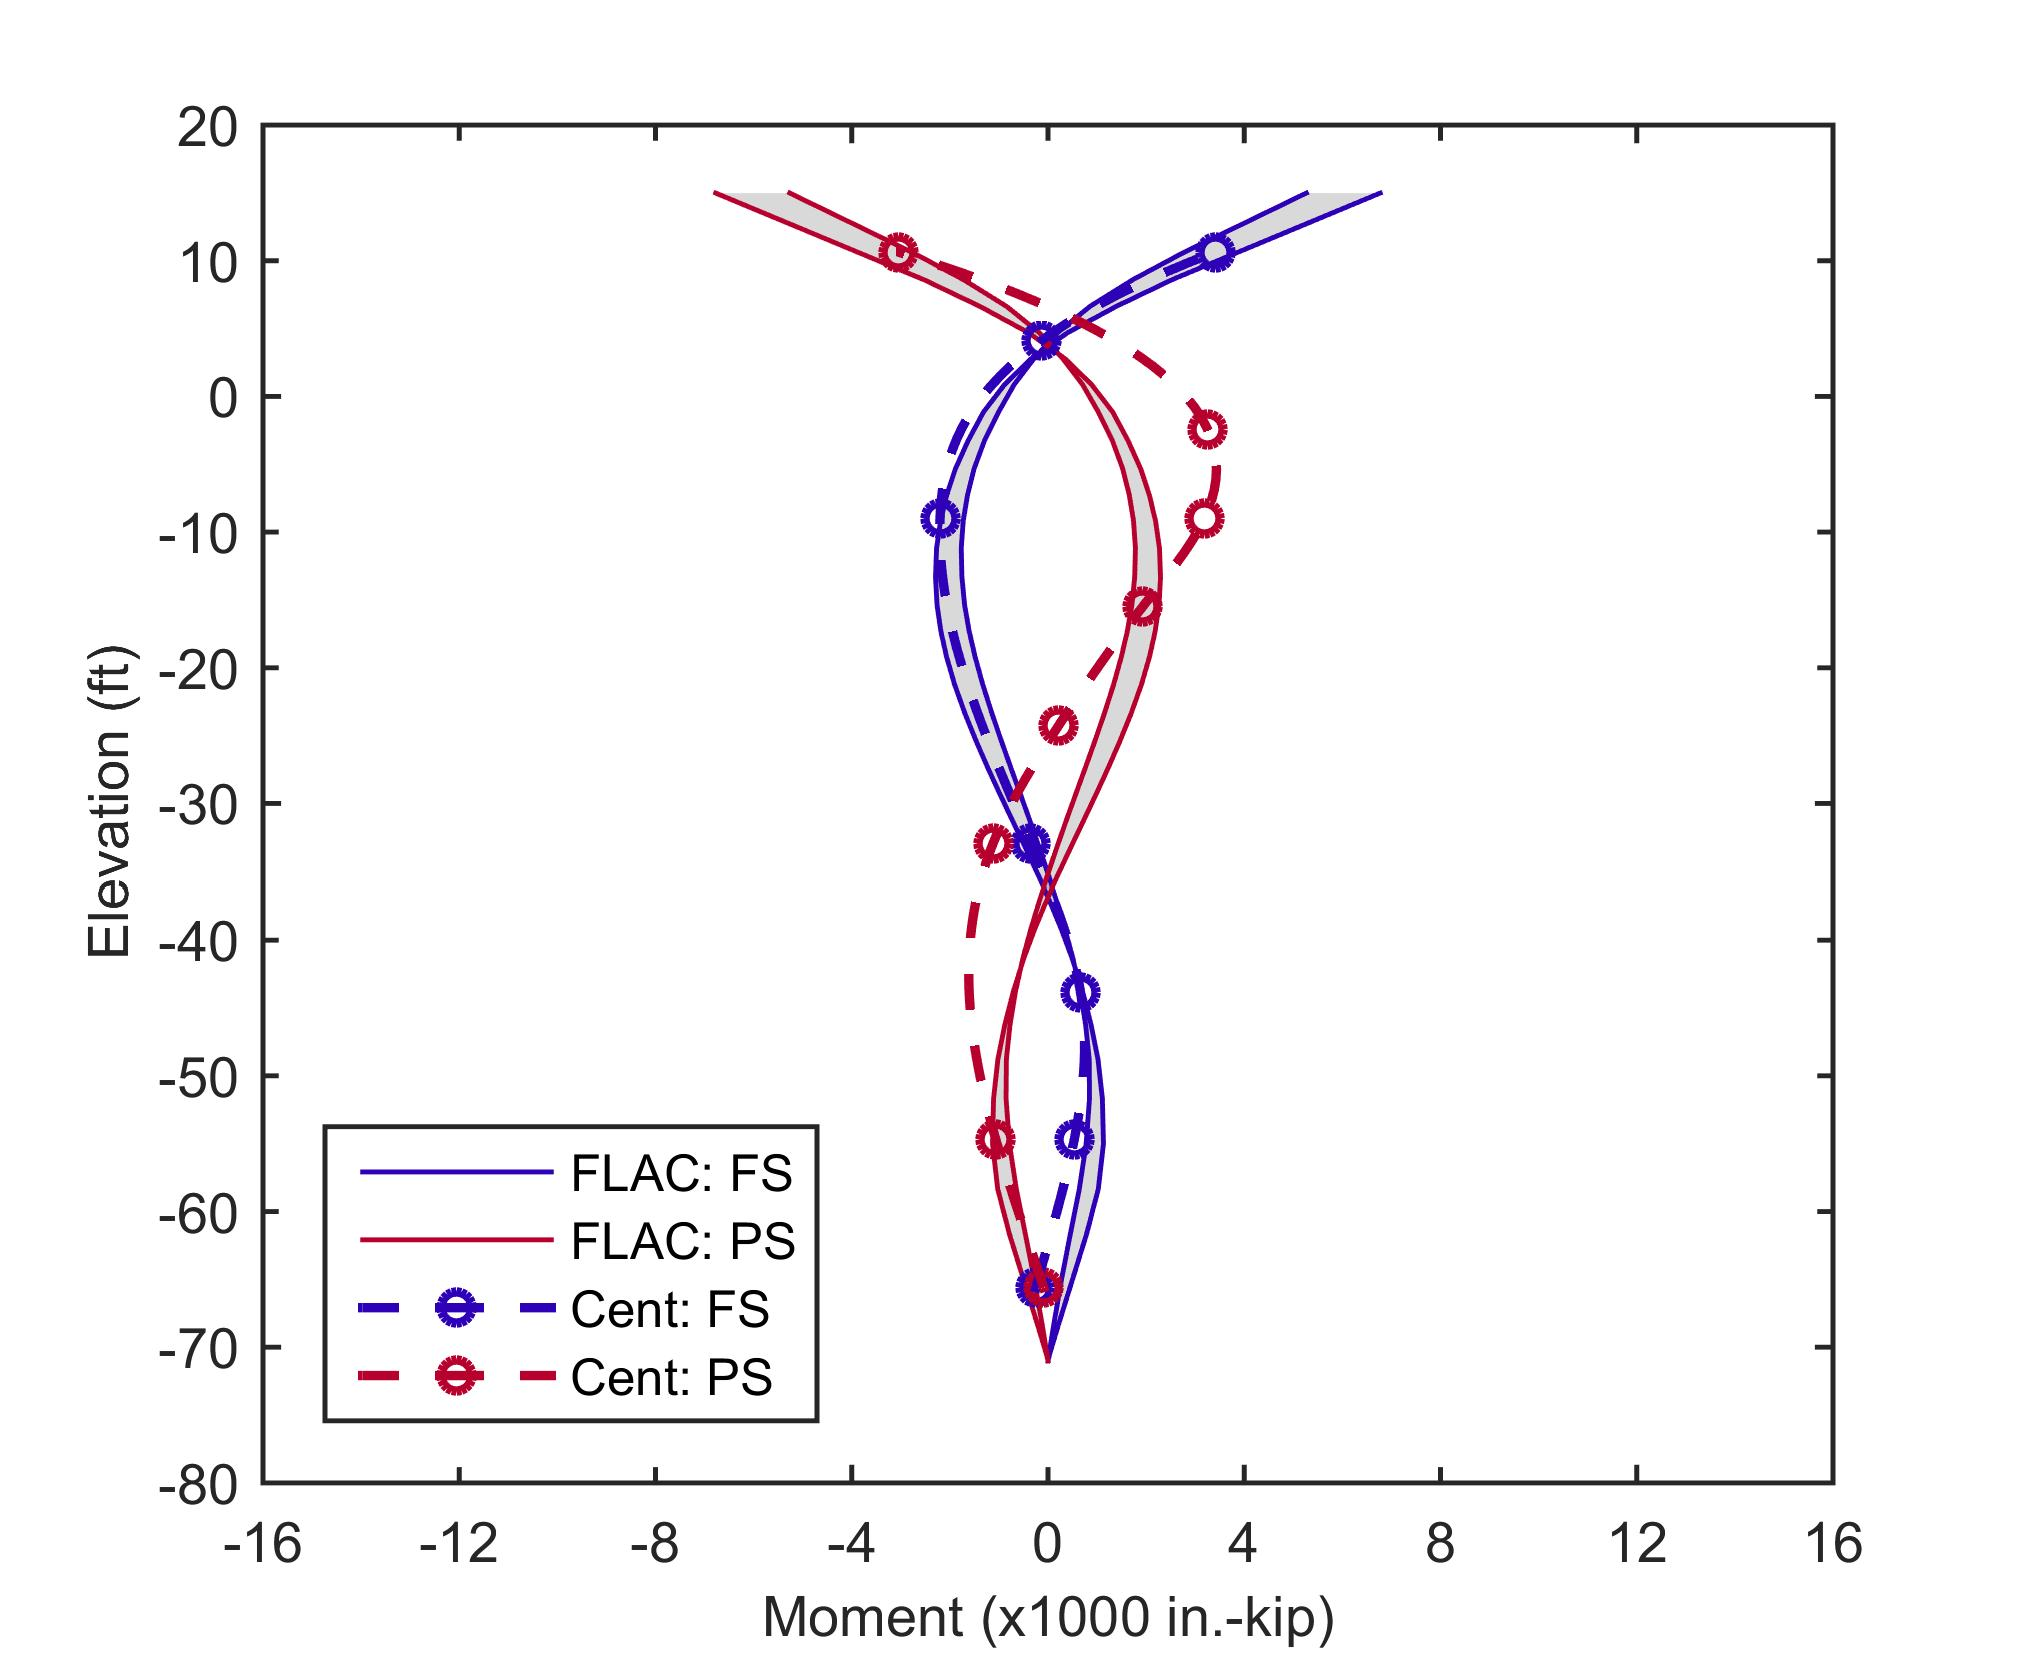 20
10
0
-10
-20
-30
-40
-50
-60
-70
-80
Elevation (ft)
FLAC: FS
FLAC: PS
Cent: FS
Cent: PS
-16 -12 -8 -4 0 4 8 12 16
Moment (x1000 in.-kip)